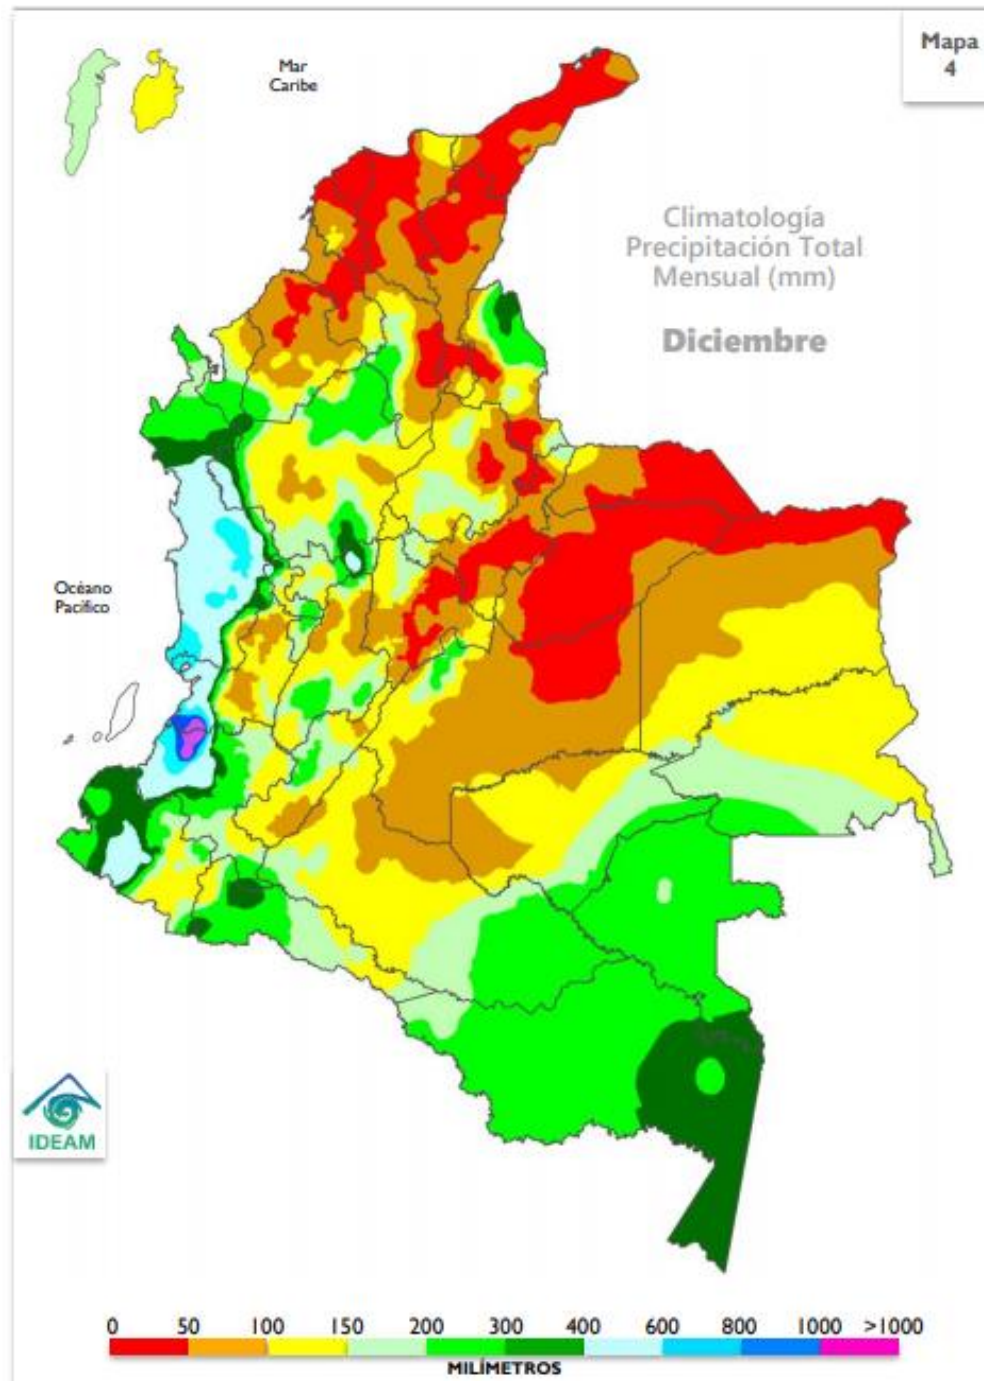 Mapa
4
Mar
Caribe
Climatología
Precipitación Total
Mensual (mm)
Diciembre
Océano
Pacífico
IDEAM
0 50 100 150 200 300 400 600 800 1000 >1000
MILÍMETROS